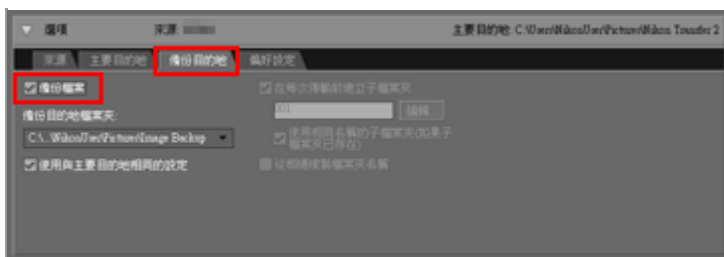 選項 來源: 主要目的地: C:\Users\NikonUser\Pictures\Nikon Transfer 2
來源 主要目的地 備份目的地 偏好設定
備份檔案
備份目的地檔案夾:
C:\...\NikonUser\Pictures\Image Backup
使用與主要目的地相同的設定
在每次傳輸前建立子檔案夾
001 編輯
使用相同名稱的子檔案夾(如果子
檔案夾已存在)
從相機複製檔案夾名稱